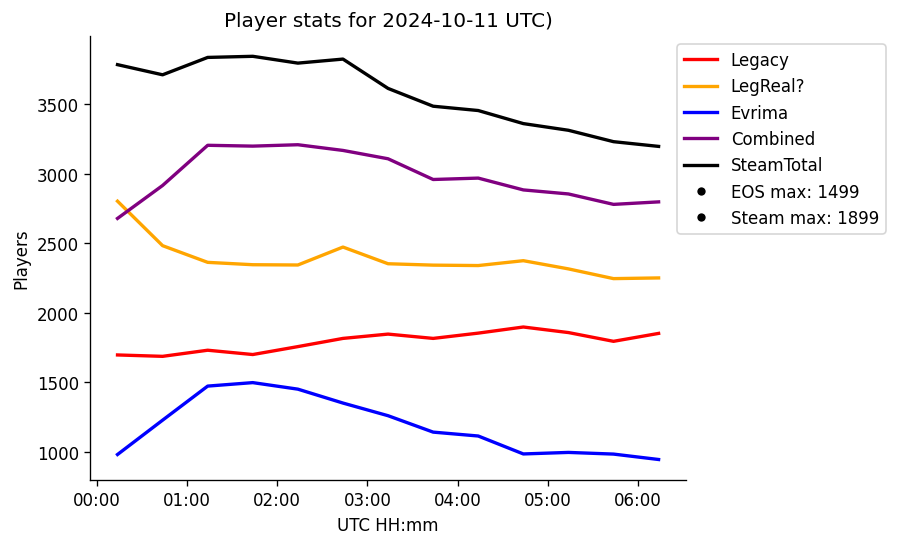 Player stats for 2024-10-11 UTC)
Legacy
LegReal?
Evrima
Combined
SteamTotal
EOS max: 1499
Steam max: 1899
Players
3500
3000
2500
2000
1500
1000
00:00 01:00 02:00 03:00 04:00 05:00 06:00
UTC HH:mm